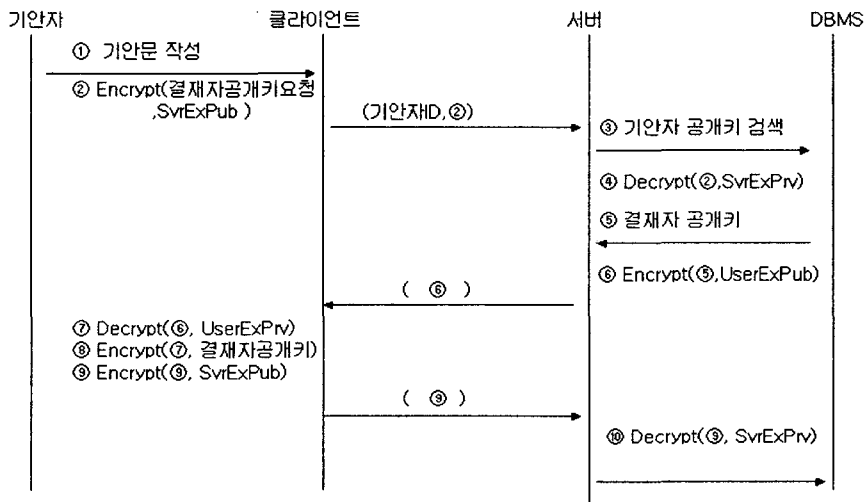 기안자 클라이언트 서버 DBMS
① 기안문 작성
② Encrypt(결재자공개키요청
,SvrExPub )
(기안자ID,②)
③ 기안자 공개키 검색
④ Decrypt(②,SvrExPrv)
⑤ 결재자 공개키
⑥ Encrypt(⑤,UserExPub)
( ⑥ )
⑦ Decrypt(⑥, UserExPrv)
⑧ Encrypt(⑦, 결재자공개키)
⑨ Encrypt(⑨, SvrExPub)
( ⑨ )
⑩ Decrypt(⑨, SvrExPrv)